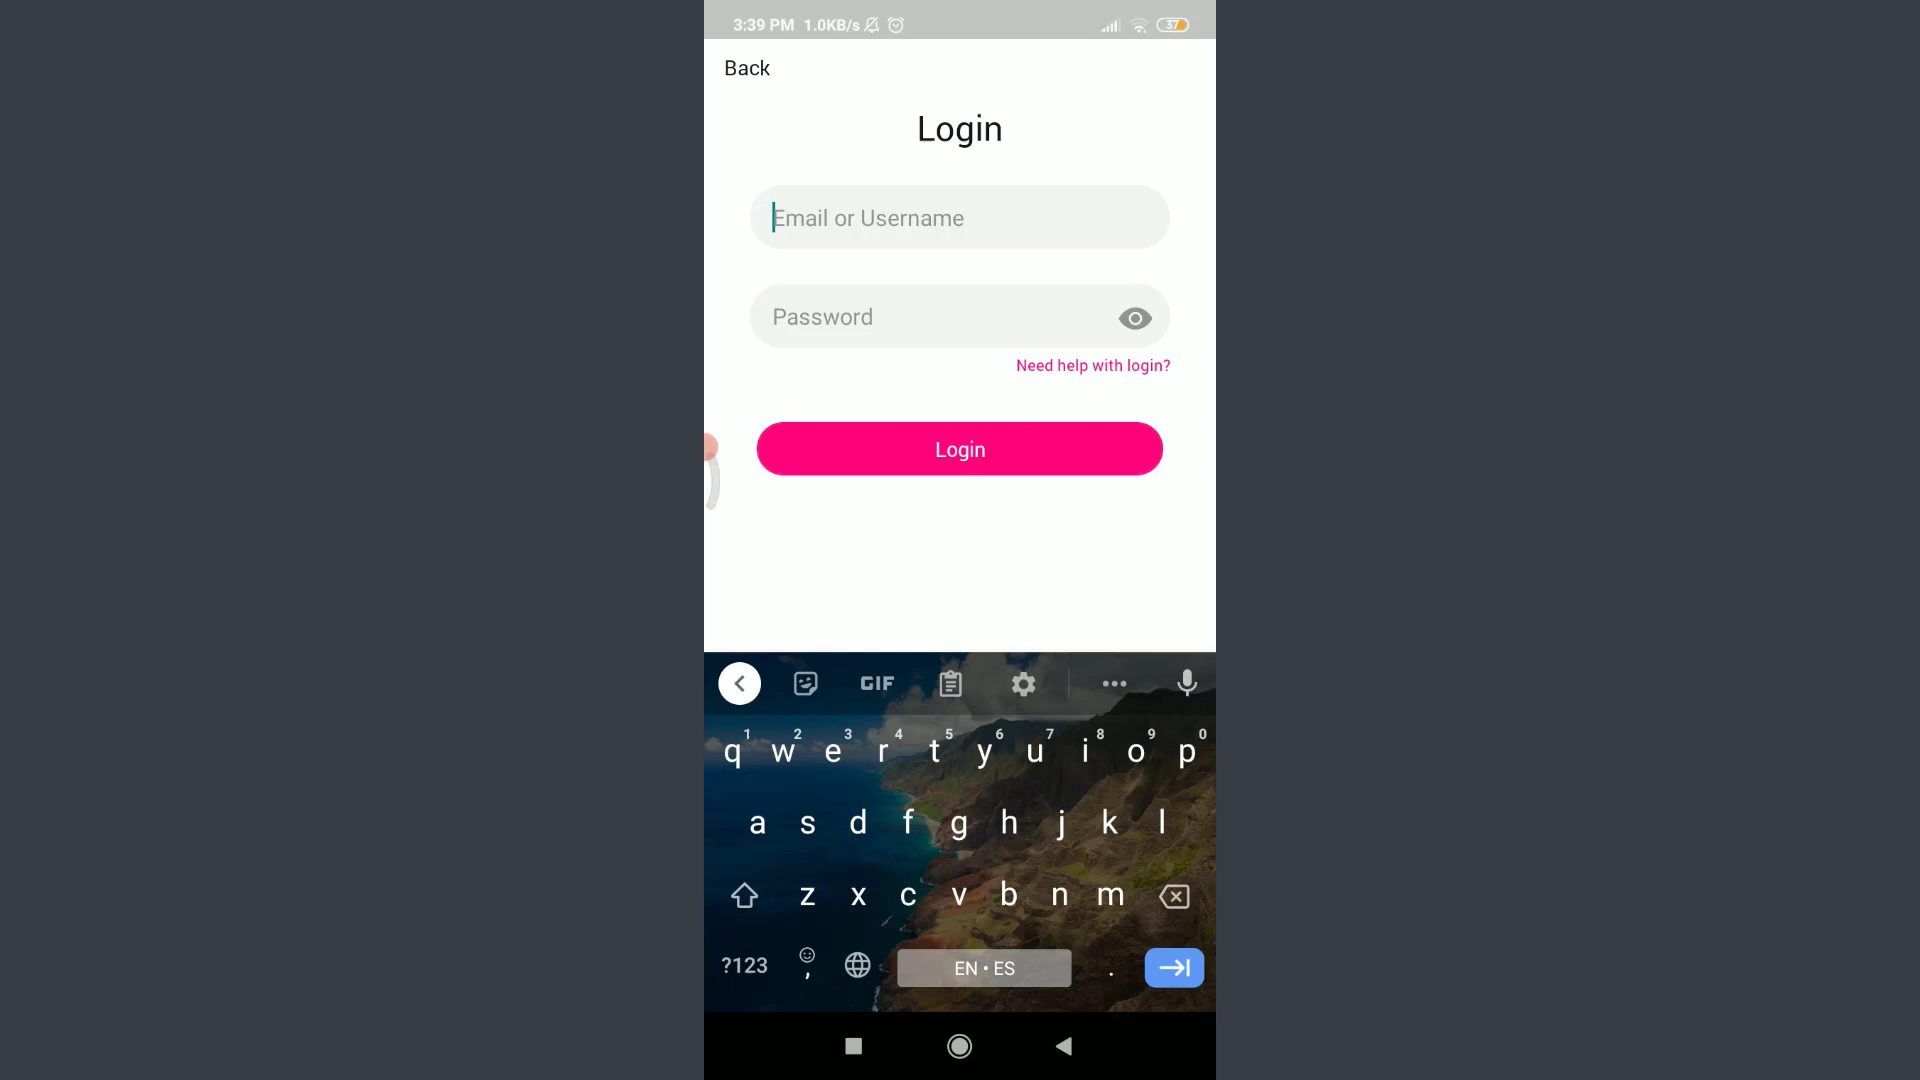 3:39 PM 1.0KB/s 37
Back
Login
Email or Username
Password
Need help with login?
Login
GIF
1 2 3 4 5 6 7 8 9 0
q w e r t y u i o p
a s d f g h j k l
z x c v b n m
?123 , EN • ES .